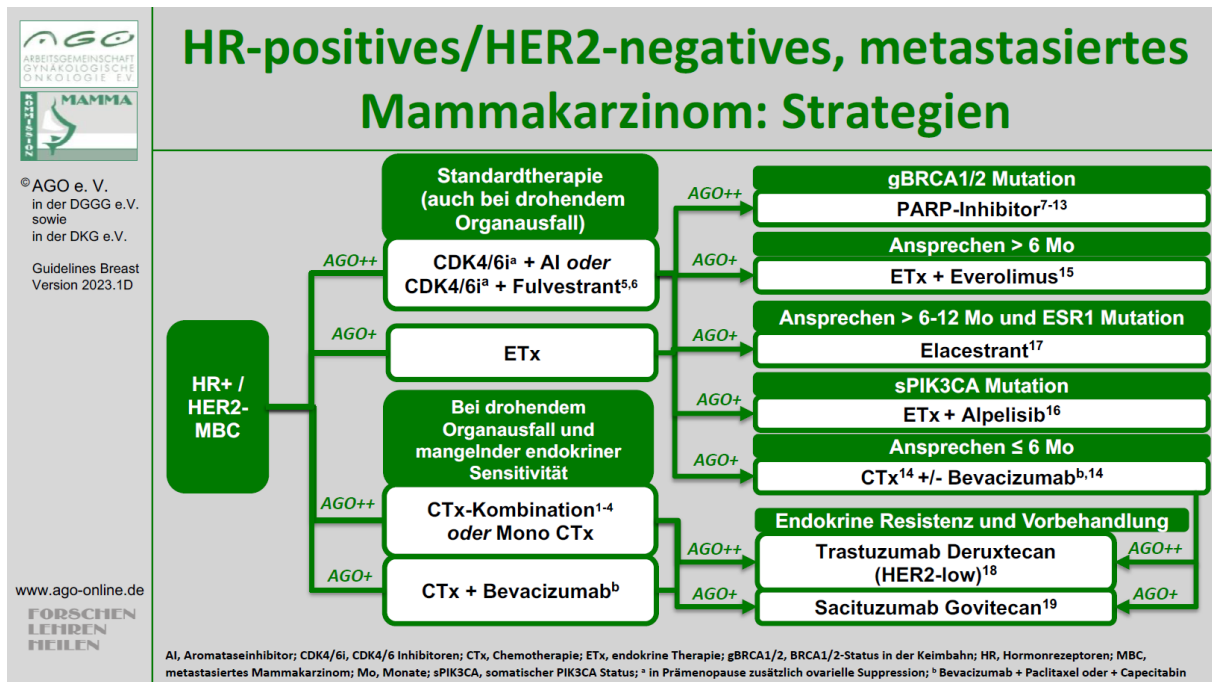 AGO
ARBEITSGEMEINSCHAFT
GYNÄKOLOGISCHE
ONKOLOGIE E.V.
KOMMISSION
MAMMA
© AGO e. V.
in der DGGG e.V.
sowie
in der DKG e.V.
Guidelines Breast
Version 2023.1D
www.ago-online.de
FORSCHEN
LEHREN
HEILEN
HR-positives/HER2-negatives, metastasiertes
Mammakarzinom: Strategien
HR+ /
HER2-
MBC
AGO++
Standardtherapie
(auch bei drohendem
Organausfall)
CDK4/6iᵃ + AI oder
CDK4/6iᵃ + Fulvestrant⁵,⁶
AGO+
ETx
Bei drohendem
Organausfall und
mangelnder endokriner
Sensitivität
AGO++
CTx-Kombination¹⁻⁴
oder Mono CTx
AGO+
CTx + Bevacizumabᵇ
gBRCA1/2 Mutation
AGO++
PARP-Inhibitor⁷⁻¹³
Ansprechen > 6 Mo
AGO+
ETx + Everolimus¹⁵
Ansprechen > 6-12 Mo und ESR1 Mutation
AGO++
Elacestrant¹⁷
sPIK3CA Mutation
AGO+
ETx + Alpelisib¹⁶
Ansprechen ≤ 6 Mo
AGO+
CTx¹⁴ +/- Bevacizumabᵇ,¹⁴
Endokrine Resistenz und Vorbehandlung
AGO++
Trastuzumab Deruxtecan
(HER2-low)¹⁸
AGO++
AGO+
Sacituzumab Govitecan¹⁹
AGO+
AI, Aromataseinhibitor; CDK4/6i, CDK4/6 Inhibitoren; CTx, Chemotherapie; ETx, endokrine Therapie; gBRCA1/2, BRCA1/2-Status in der Keimbahn; HR, Hormonrezeptoren; MBC,
metastasiertes Mammakarzinom; Mo, Monate; sPIK3CA, somatischer PIK3CA Status; ᵃ in Prämenopause zusätzlich ovarielle Suppression; ᵇ Bevacizumab + Paclitaxel oder + Capecitabin